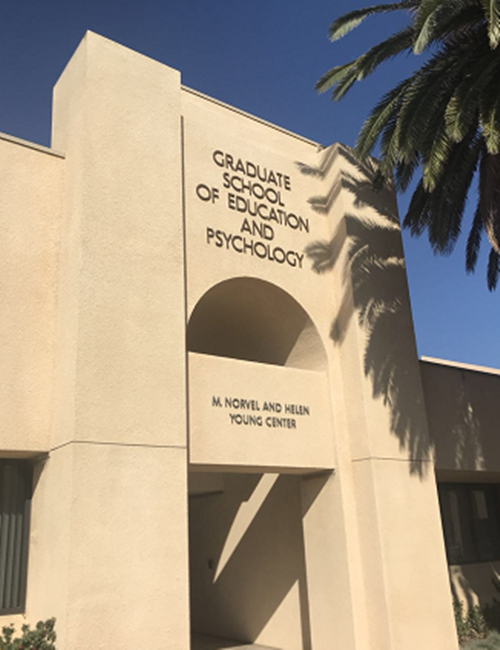 GRADUATE
SCHOOL
OF EDUCATION
AND
PSYCHOLOGY
M. NORVEL AND HELEN
YOUNG CENTER